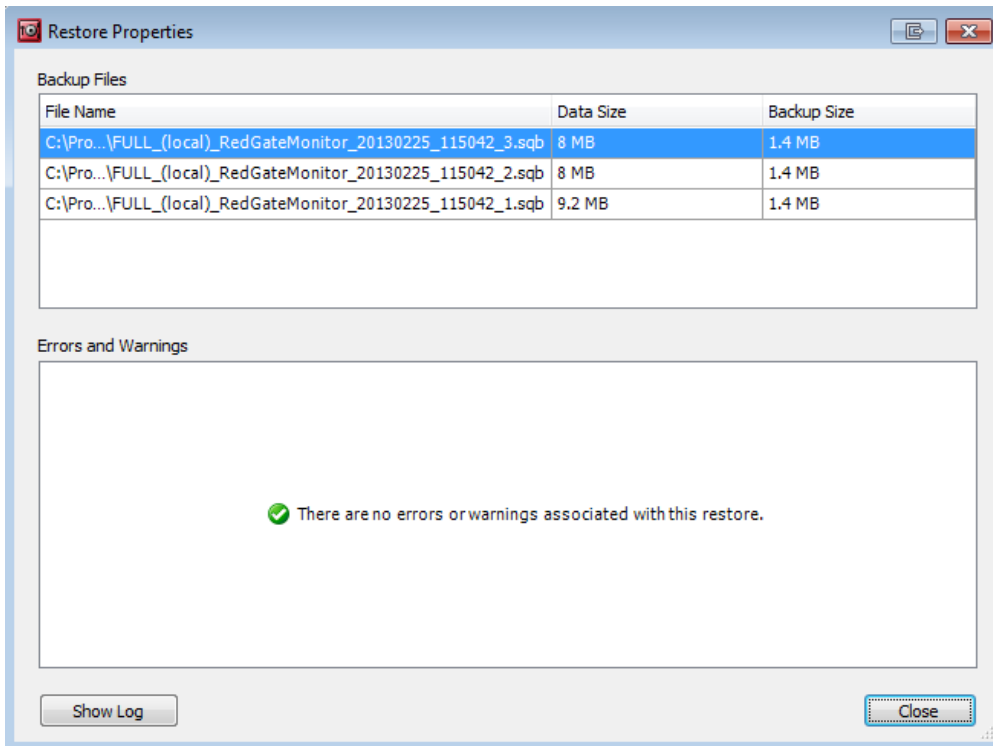 Restore Properties
Backup Files
File Name Data Size Backup Size
C:\Pro...\FULL_(local)_RedGateMonitor_20130225_115042_3.sqb 8 MB 1.4 MB
C:\Pro...\FULL_(local)_RedGateMonitor_20130225_115042_2.sqb 8 MB 1.4 MB
C:\Pro...\FULL_(local)_RedGateMonitor_20130225_115042_1.sqb 9.2 MB 1.4 MB
Errors and Warnings
There are no errors or warnings associated with this restore.
Show Log Close